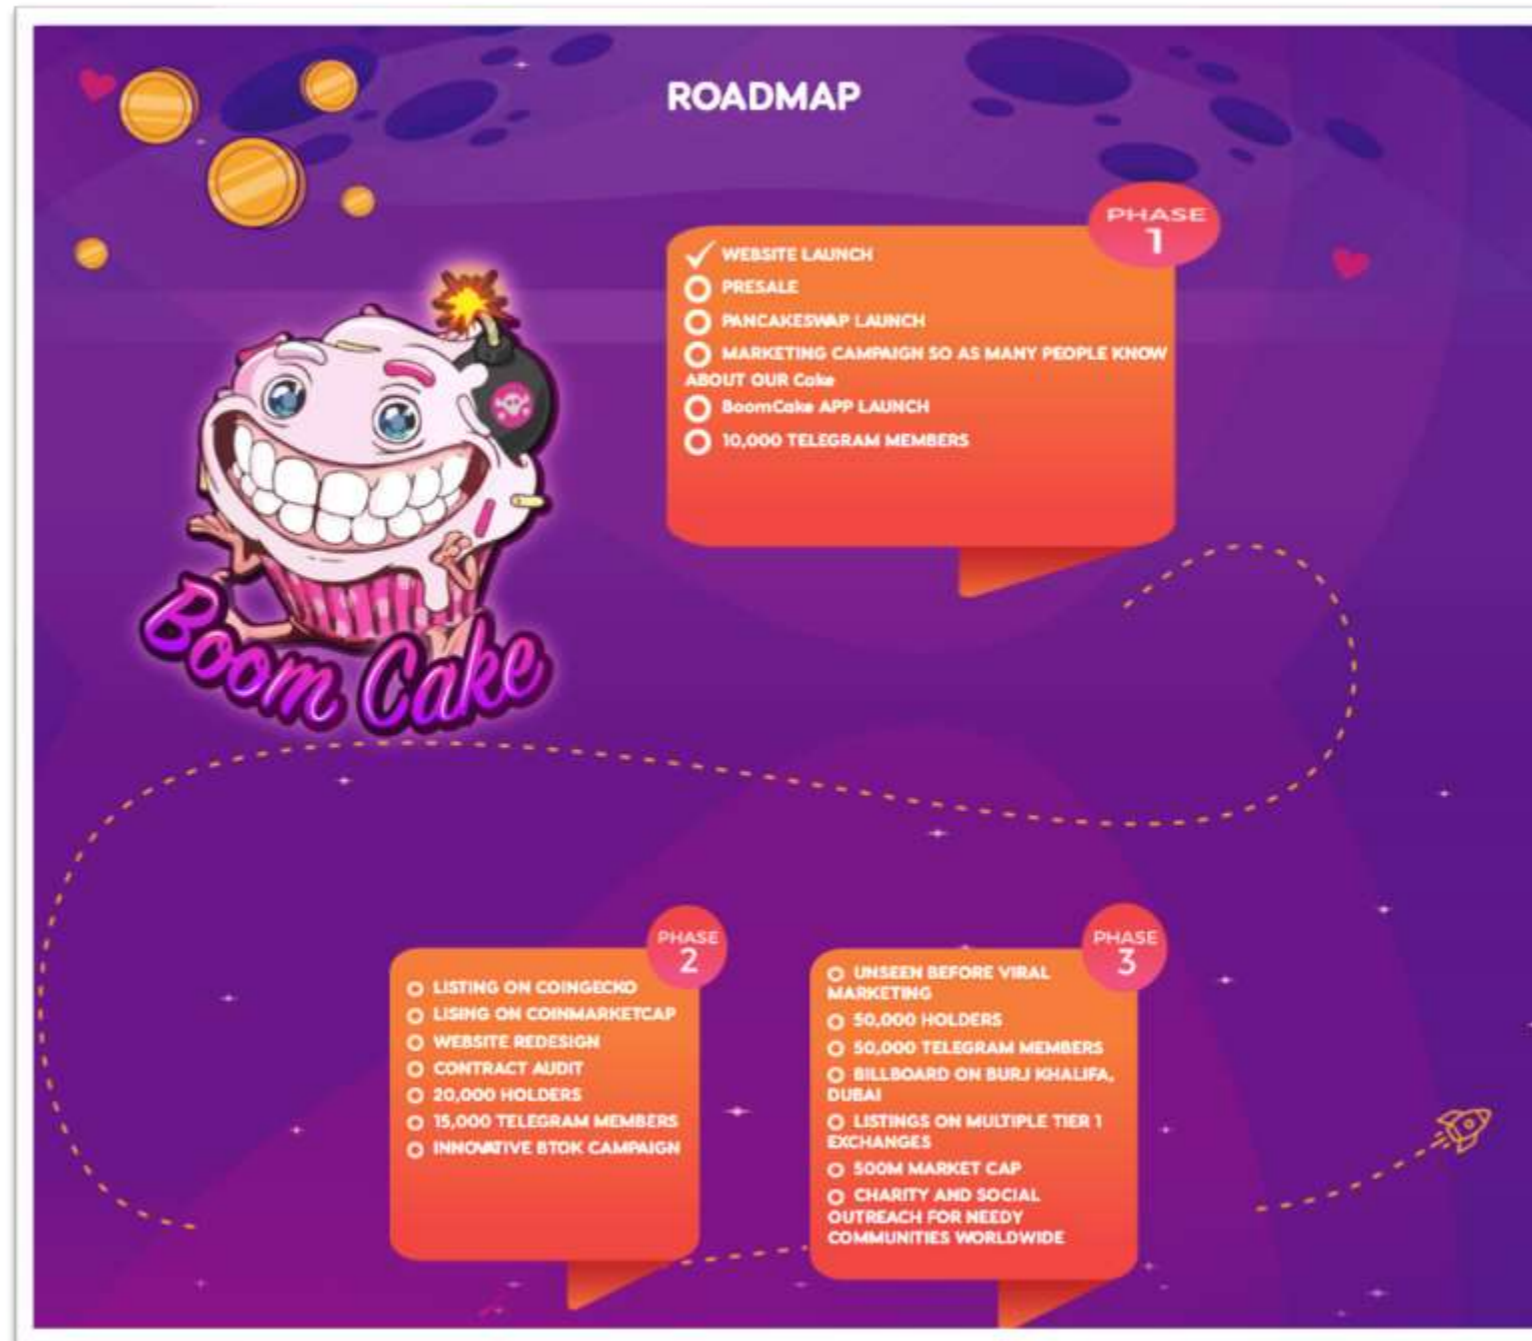 ROADMAP
PHASE
1
WEBSITE LAUNCH
PRESALE
PANCAKESWAP LAUNCH
MARKETING CAMPAIGN SO AS MANY PEOPLE KNOW
ABOUT OUR Cake
BoomCake APP LAUNCH
10,000 TELEGRAM MEMBERS
Boom Cake
PHASE
2
LISTING ON COINGECKO
LISING ON COINMARKETCAP
WEBSITE REDESIGN
CONTRACT AUDIT
20,000 HOLDERS
15,000 TELEGRAM MEMBERS
INNOVATIVE BTOK CAMPAIGN
PHASE
3
UNSEEN BEFORE VIRAL
MARKETING
50,000 HOLDERS
50,000 TELEGRAM MEMBERS
BILLBOARD ON BURJ KHALIFA,
DUBAI
LISTINGS ON MULTIPLE TIER 1
EXCHANGES
500M MARKET CAP
CHARITY AND SOCIAL
OUTREACH FOR NEEDY
COMMUNITIES WORLDWIDE